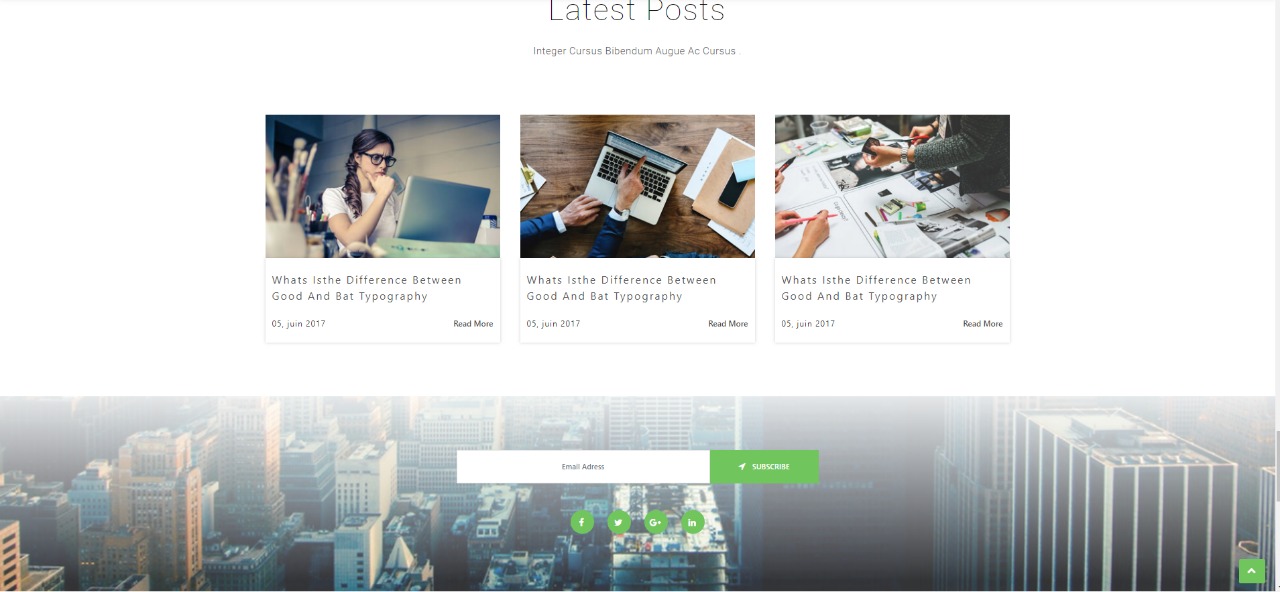 Latest Posts
Integer Cursus Bibendum Augue Ac Cursus .
Whats Isthe Difference Between
Good And Bat Typography
05, juin 2017 Read More
Whats Isthe Difference Between
Good And Bat Typography
05, juin 2017 Read More
Whats Isthe Difference Between
Good And Bat Typography
05, juin 2017 Read More
Email Adress
SUBSCRIBE
f
G+
in